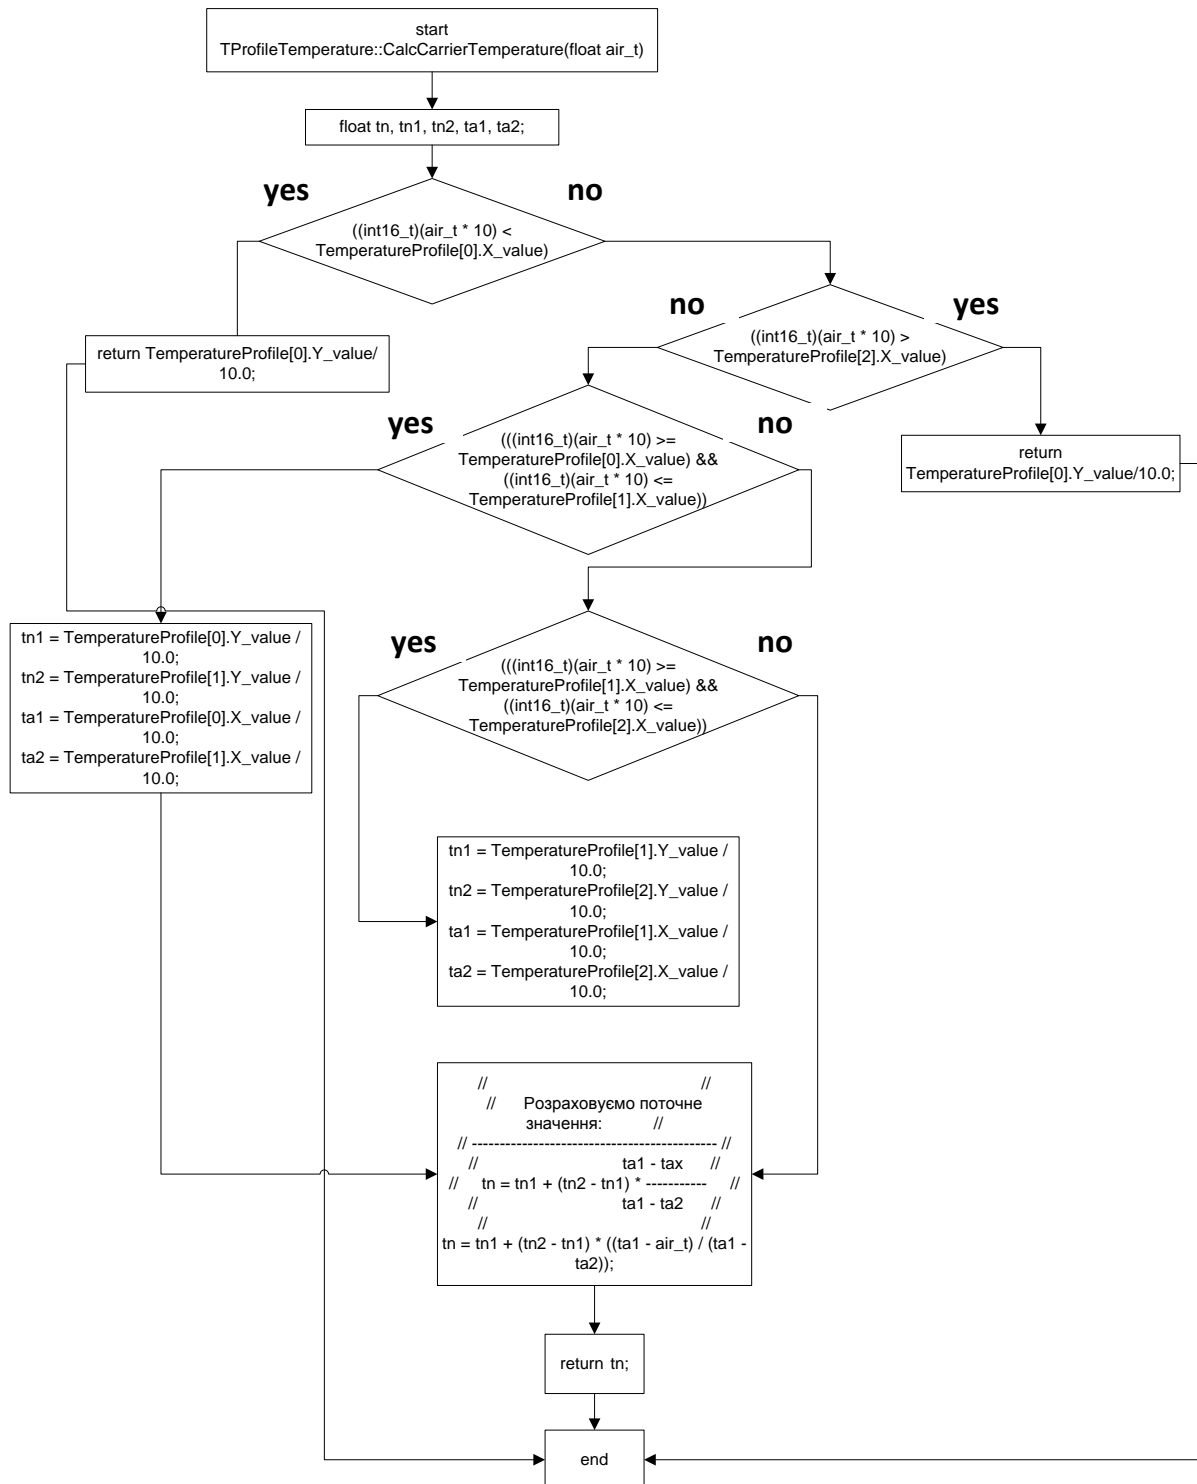 start
TProfileTemperature::CalcCarrierTemperature(float air_t)
float tn, tn1, tn2, ta1, ta2;
yes
no
((int16_t)(air_t * 10) <
TemperatureProfile[0].X_value)
no
yes
((int16_t)(air_t * 10) >
TemperatureProfile[2].X_value)
return TemperatureProfile[0].Y_value/
10.0;
yes
no
(((int16_t)(air_t * 10) >=
TemperatureProfile[0].X_value) &&
((int16_t)(air_t * 10) <=
TemperatureProfile[1].X_value))
return
TemperatureProfile[0].Y_value/10.0;
tn1 = TemperatureProfile[0].Y_value /
10.0;
tn2 = TemperatureProfile[1].Y_value /
10.0;
ta1 = TemperatureProfile[0].X_value /
10.0;
ta2 = TemperatureProfile[1].X_value /
10.0;
yes
no
(((int16_t)(air_t * 10) >=
TemperatureProfile[1].X_value) &&
((int16_t)(air_t * 10) <=
TemperatureProfile[2].X_value))
tn1 = TemperatureProfile[1].Y_value /
10.0;
tn2 = TemperatureProfile[2].Y_value /
10.0;
ta1 = TemperatureProfile[1].X_value /
10.0;
ta2 = TemperatureProfile[2].X_value /
10.0;
// //
// Розраховуємо поточне
значення: //
// -------------------------------------------- //
// ta1 - tax //
// tn = tn1 + (tn2 - tn1) * ----------- //
// ta1 - ta2 //
// //
tn = tn1 + (tn2 - tn1) * ((ta1 - air_t) / (ta1 -
ta2));
return tn;
end